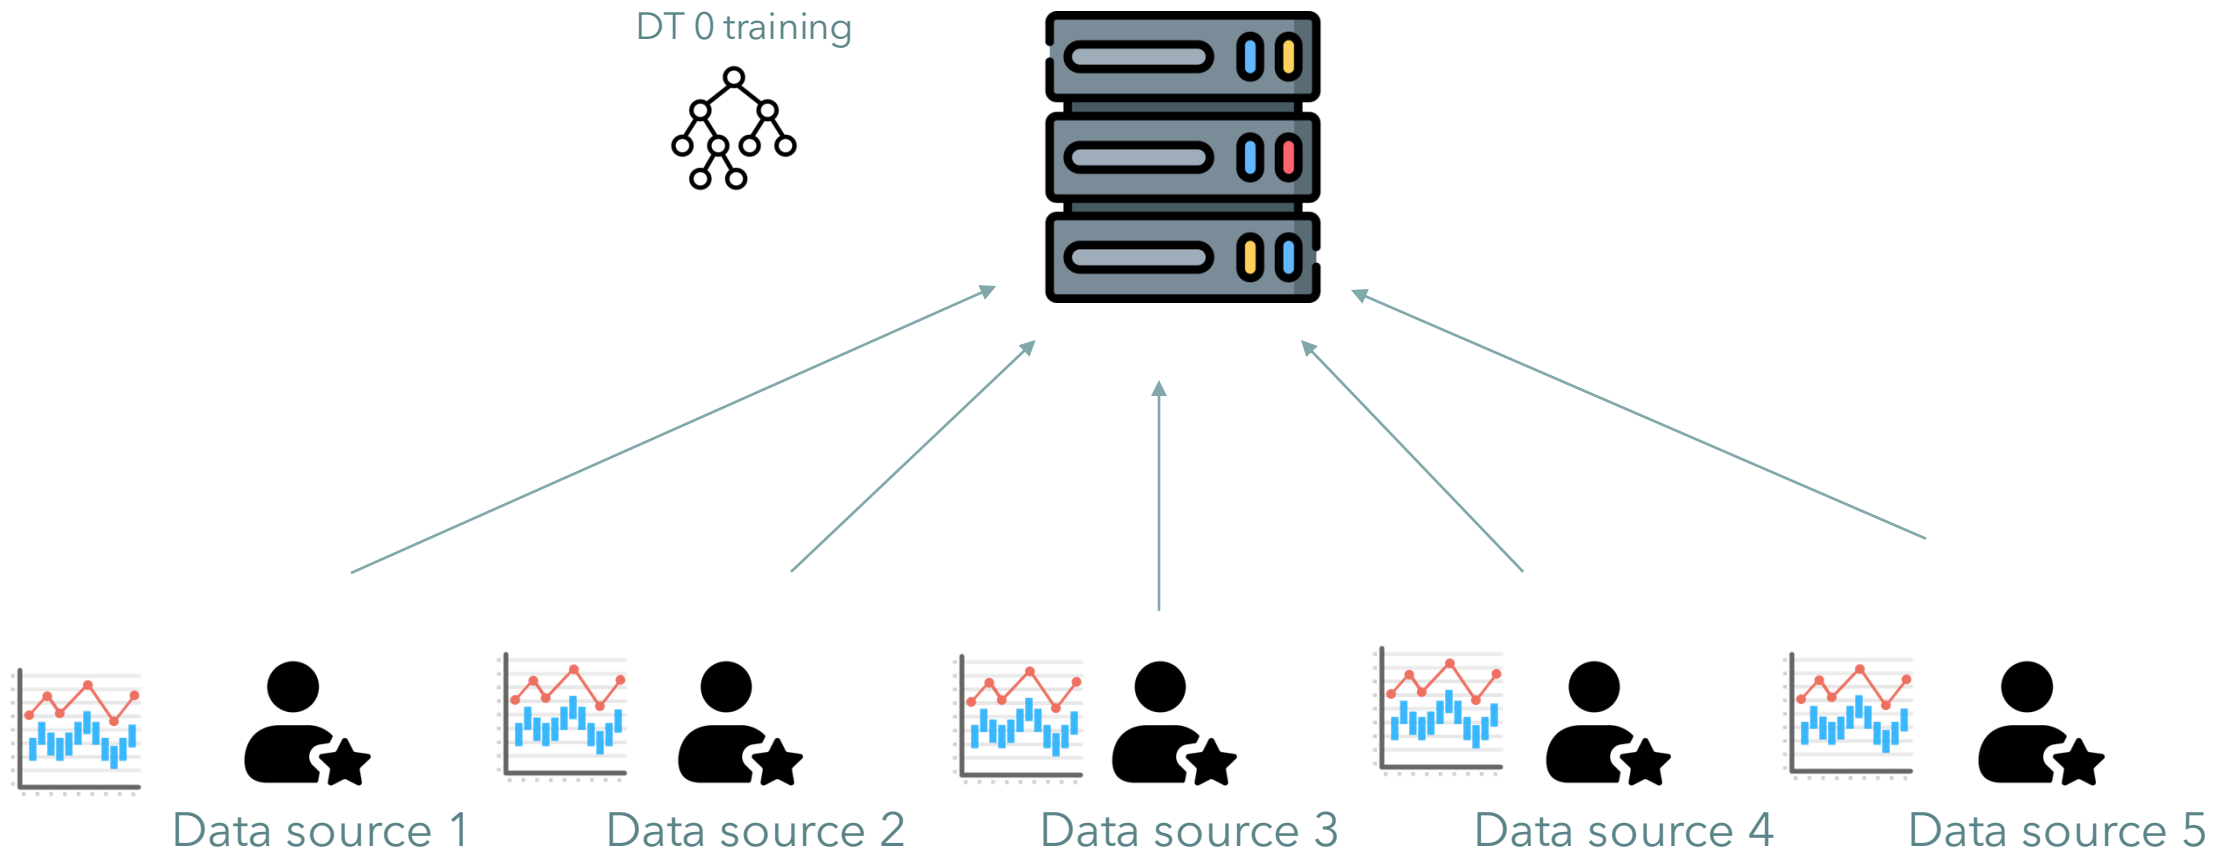 DT 0 training
Data source 1
Data source 2
Data source 3
Data source 4
Data source 5